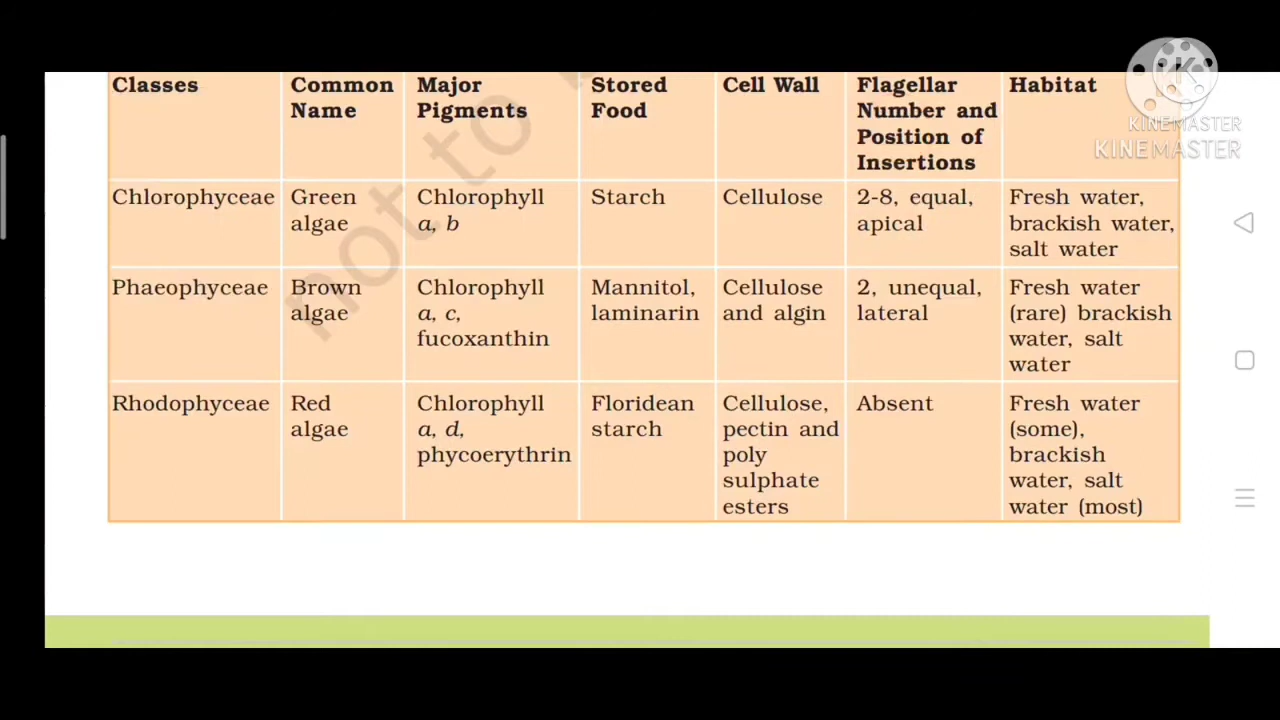 KINEMASTER
KINEMASTER
not to b
Classes Common Name Major Pigments Stored Food Cell Wall Flagellar Number and Position of Insertions Habitat
Chlorophyceae Green algae Chlorophyll a, b Starch Cellulose 2-8, equal, apical Fresh water, brackish water, salt water
Phaeophyceae Brown algae Chlorophyll a, c, fucoxanthin Mannitol, laminarin Cellulose and algin 2, unequal, lateral Fresh water (rare) brackish water, salt water
Rhodophyceae Red algae Chlorophyll a, d, phycoerythrin Floridean starch Cellulose, pectin and poly sulphate esters Absent Fresh water (some), brackish water, salt water (most)